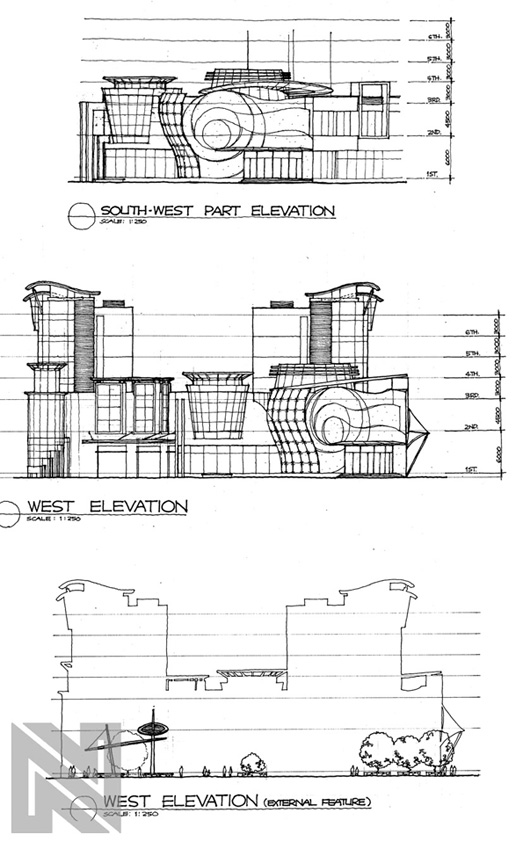 6TH.
3000
5TH.
3000
4TH.
3000
3RD.
4500
2ND.
6000
1ST.
SOUTH-WEST PART ELEVATION
SCALE: 1:250
3000
6TH.
3000
5TH.
3000
4TH.
3000
3RD.
4500
2ND.
6000
1ST.
WEST ELEVATION
SCALE: 1:250
WEST ELEVATION (EXTERNAL FEATURE)
SCALE: 1:250
N